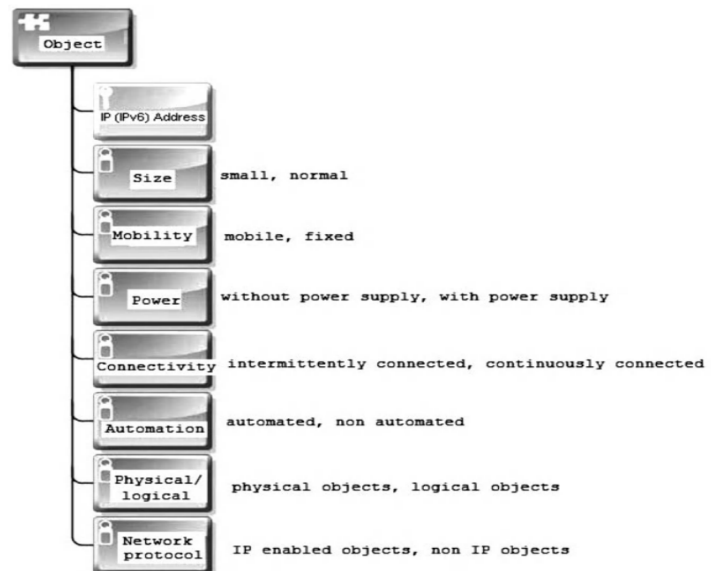 Object
IP (IPv6) Address
Size small, normal
Mobility mobile, fixed
Power without power supply, with power supply
Connectivity intermittently connected, continuously connected
Automation automated, non automated
Physical/
logical physical objects, logical objects
Network
protocol IP enabled objects, non IP objects